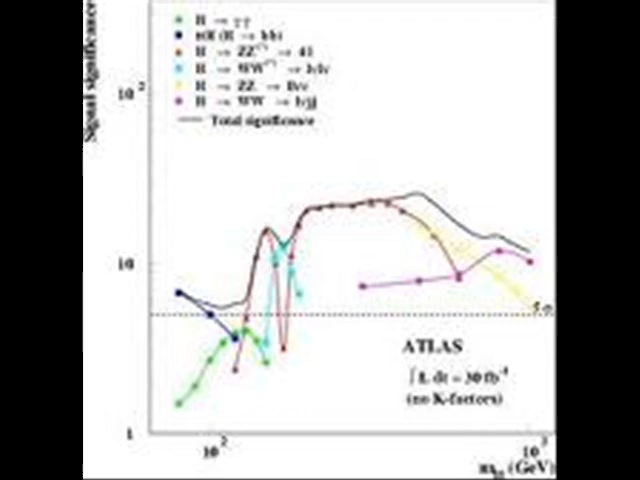 Signal significance
H → γγ
ttH (H → bb)
H → ZZ(*) → 4l
H → WW(*) → lνlν
H → ZZ → llνν
H → WW → lνjj
Total significance
10²
10
5 σ
ATLAS
∫ L dt = 30 fb⁻¹
(no K-factors)
1
10² 10³
m_H (GeV)